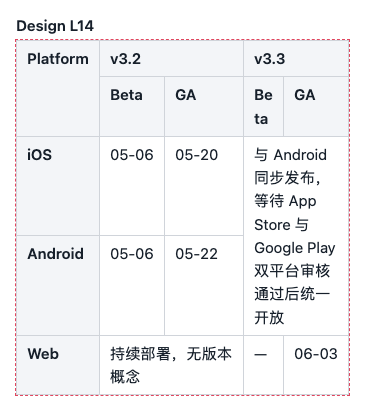 Design L14
Platform v3.2 v3.3
Beta GA Be
ta GA
iOS 05-06 05-20 与 Android
同步发布，
等待 App
Store 与
Google Play
双平台审核
通过后统一
开放
Android 05-06 05-22
Web 持续部署，无版本
概念 — 06-03